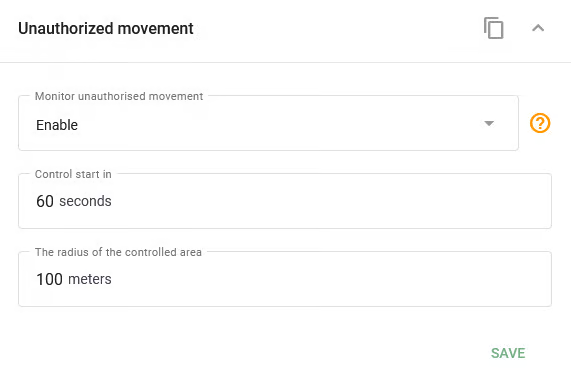 Unauthorized movement
Monitor unauthorised movement
Enable
?
Control start in
60 seconds
The radius of the controlled area
100 meters
SAVE